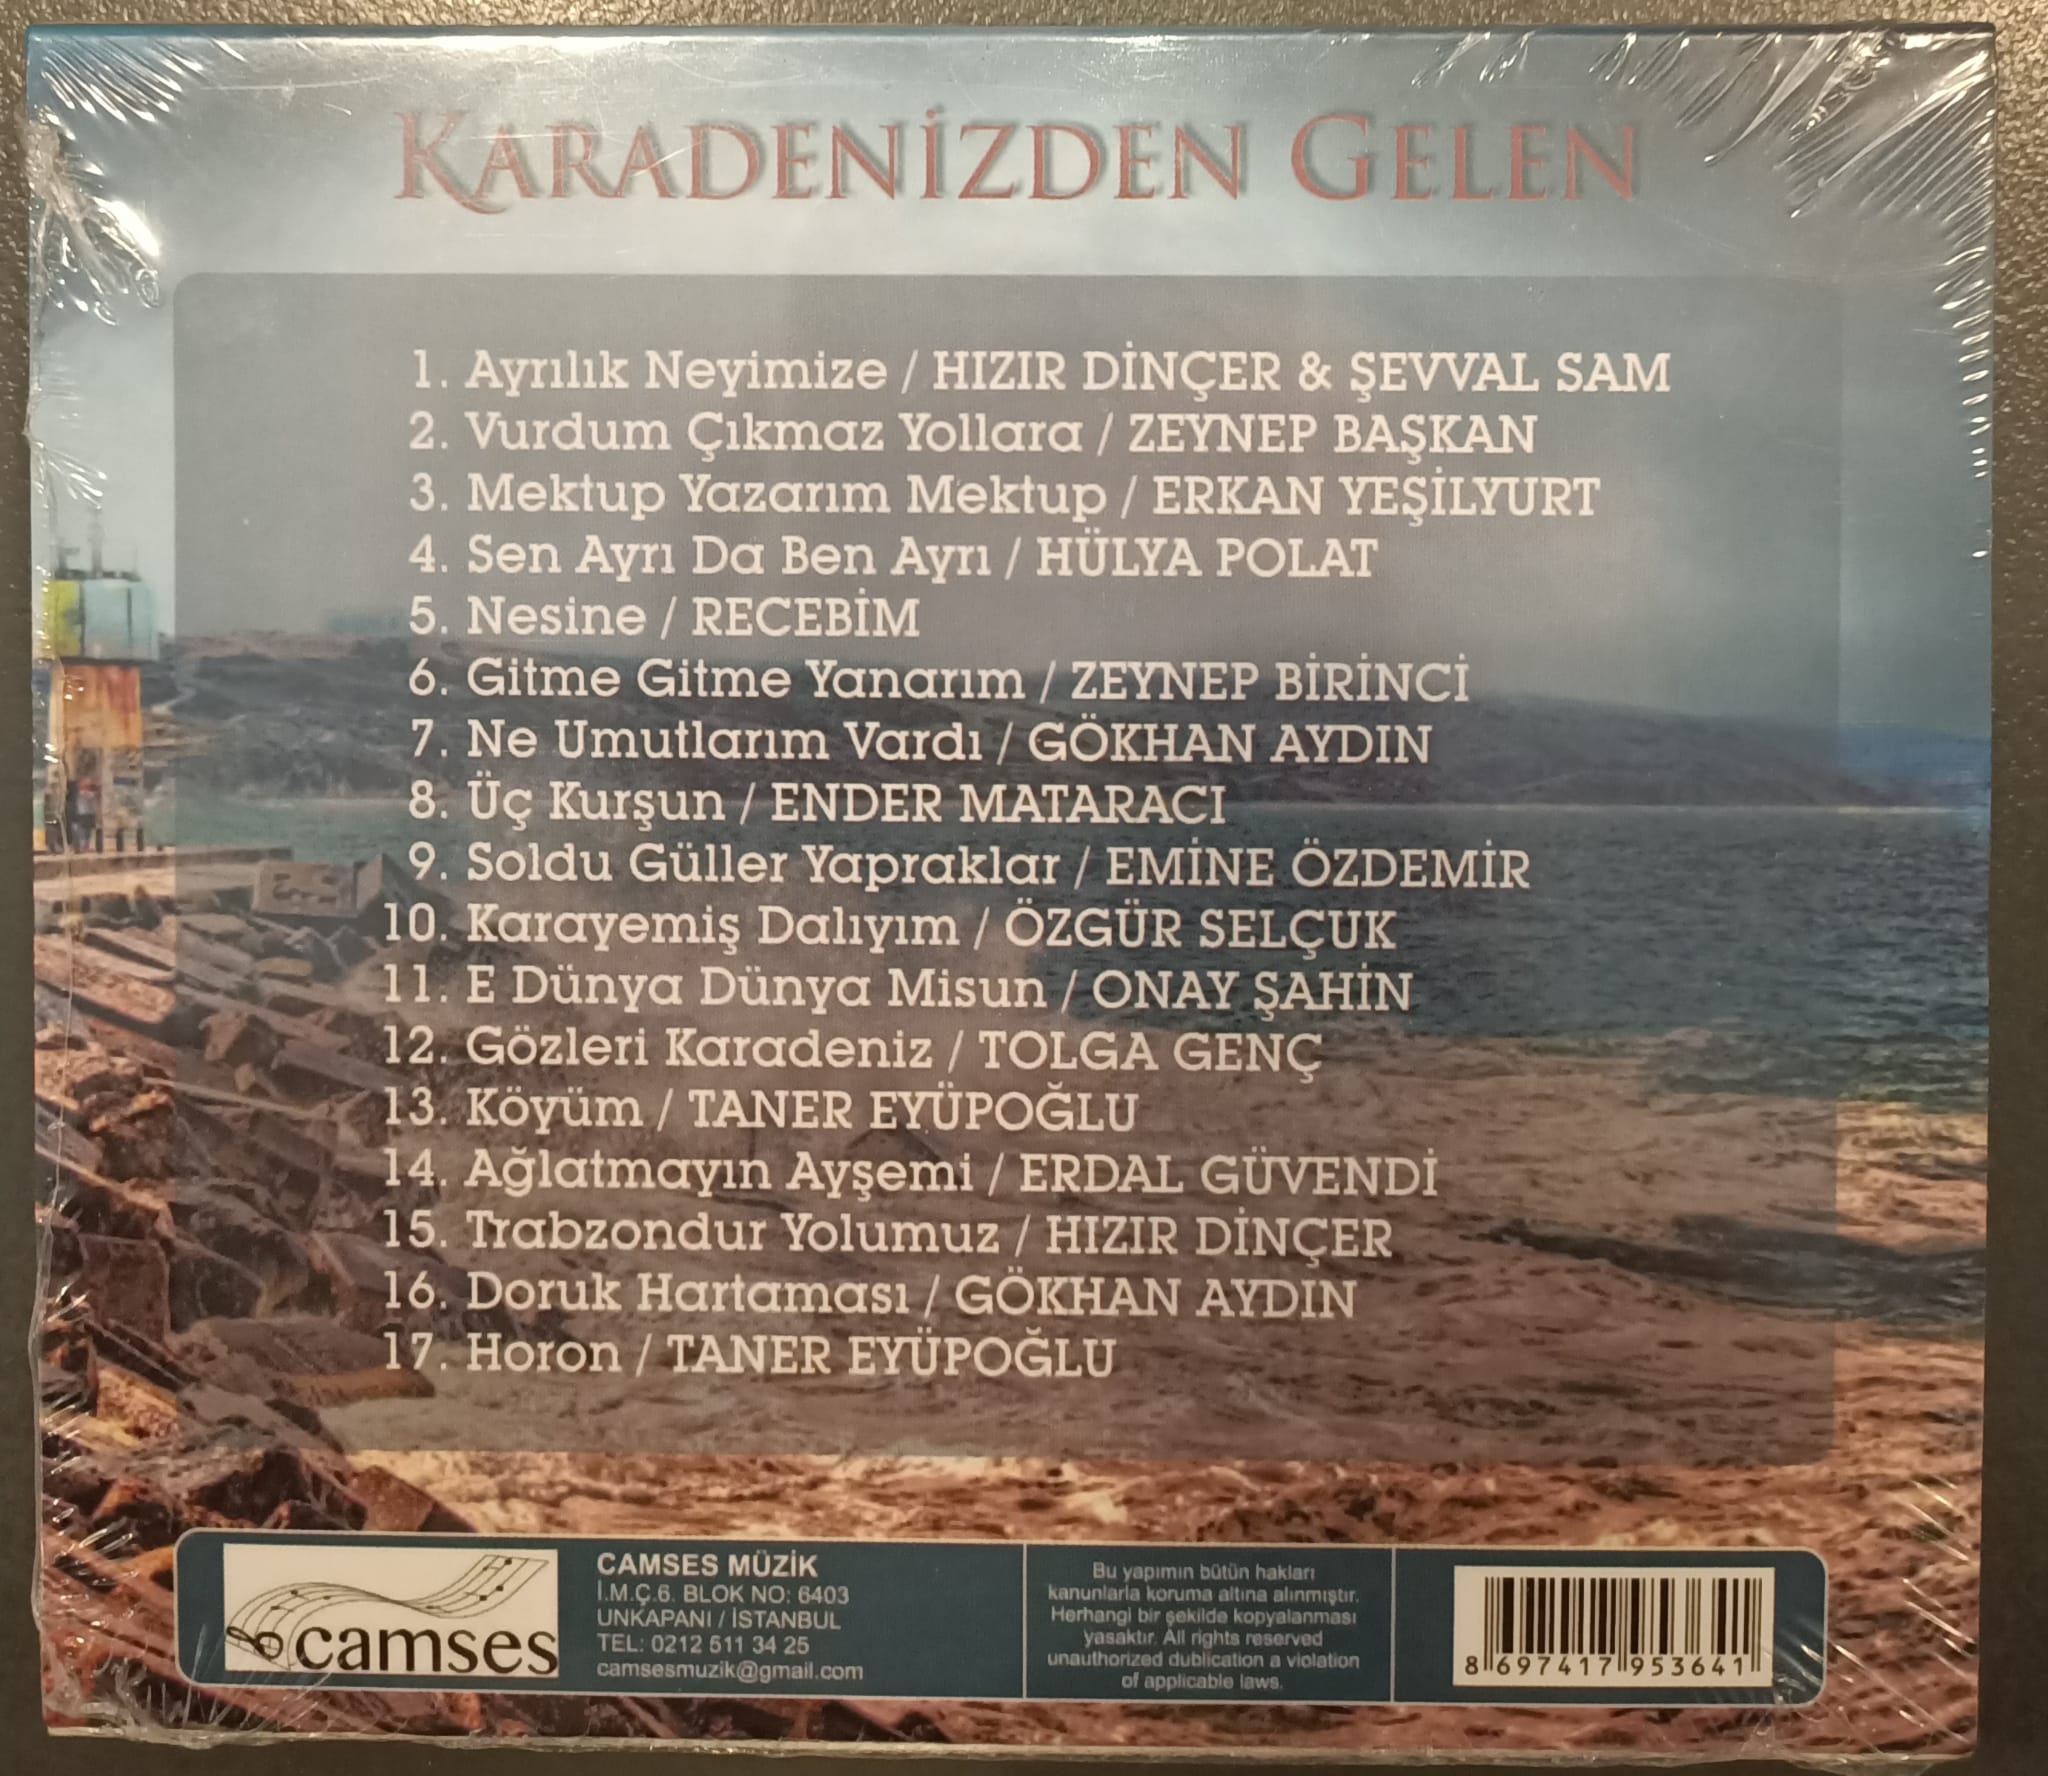 KARADENİZDEN GELEN
1. Ayrılık Neyimize / HIZIR DİNÇER & ŞEVVAL SAM
2. Vurdum Çıkmaz Yollara / ZEYNEP BAŞKAN
3. Mektup Yazarım Mektup / ERKAN YEŞİLYURT
4. Sen Ayrı Da Ben Ayrı / HÜLYA POLAT
5. Nesine / RECEBİM
6. Gitme Gitme Yanarım / ZEYNEP BİRİNCİ
7. Ne Umutlarım Vardı / GÖKHAN AYDIN
8. Üç Kurşun / ENDER MATARACI
9. Soldu Güller Yapraklar / EMİNE ÖZDEMİR
10. Karayemiş Dalıyım / ÖZGÜR SELÇUK
11. E Dünya Dünya Misun / ONAY ŞAHİN
12. Gözleri Karadeniz / TOLGA GENÇ
13. Köyüm / TANER EYÜPOĞLU
14. Ağlatmayın Ayşemi / ERDAL GÜVENDİ
15. Trabzondur Yolumuz / HIZIR DİNÇER
16. Doruk Hartaması / GÖKHAN AYDIN
17. Horon / TANER EYÜPOĞLU
camses
CAMSES MÜZİK
İ.M.Ç.6. BLOK NO: 6403
UNKAPANI / İSTANBUL
TEL: 0212 511 34 25
camsesmuzik@gmail.com
Bu yapımın bütün hakları
kanunlarla koruma altına alınmıştır.
Herhangi bir şekilde kopyalanması
yasaktır. All rights reserved
unauthorized dublication a violation
of applicable laws.
8 697417 953641